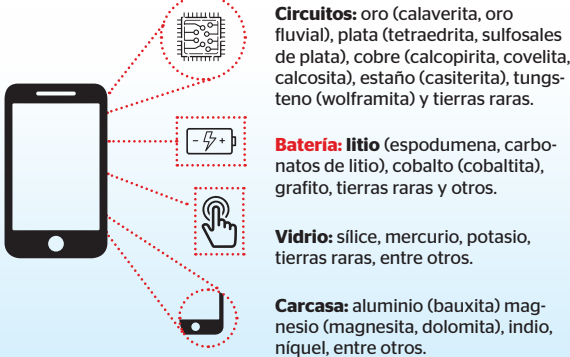 Circuitos: oro (calaverita, oro
fluvial), plata (tetraedrita, sulfosales
de plata), cobre (calcopirita, covelita,
calcosita), estaño (casiterita), tungs-
teno (wolframita) y tierras raras.
Batería: litio (espodumena, carbo-
natos de litio), cobalto (cobaltita),
grafito, tierras raras y otros.
Vidrio: sílice, mercurio, potasio,
tierras raras, entre otros.
Carcasa: aluminio (bauxita) mag-
nesio (magnesita, dolomita), indio,
níquel, entre otros.